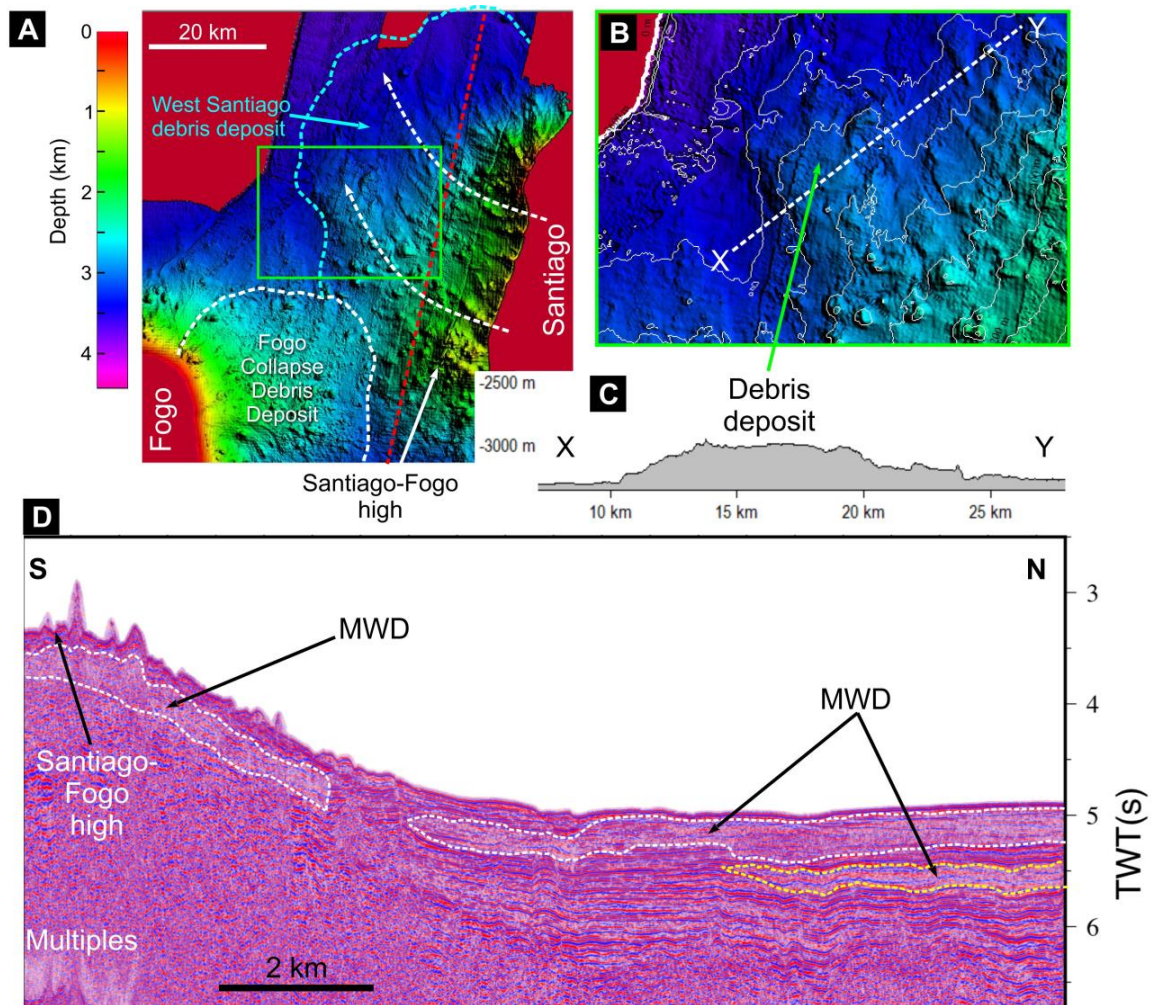 A
0
20 km
1
2
3
4
Depth (km)
West Santiago
debris deposit
Santiago
Fogo
Fogo
Collapse
Debris
Deposit
Santiago-Fogo
high
B
Y
X
Debris
deposit
C
-2500 m
-3000 m
X
Y
10 km
15 km
20 km
25 km
D
S
N
MWD
MWD
Santiago-
Fogo
high
Multiples
2 km
3
4
5
6
TWT(s)